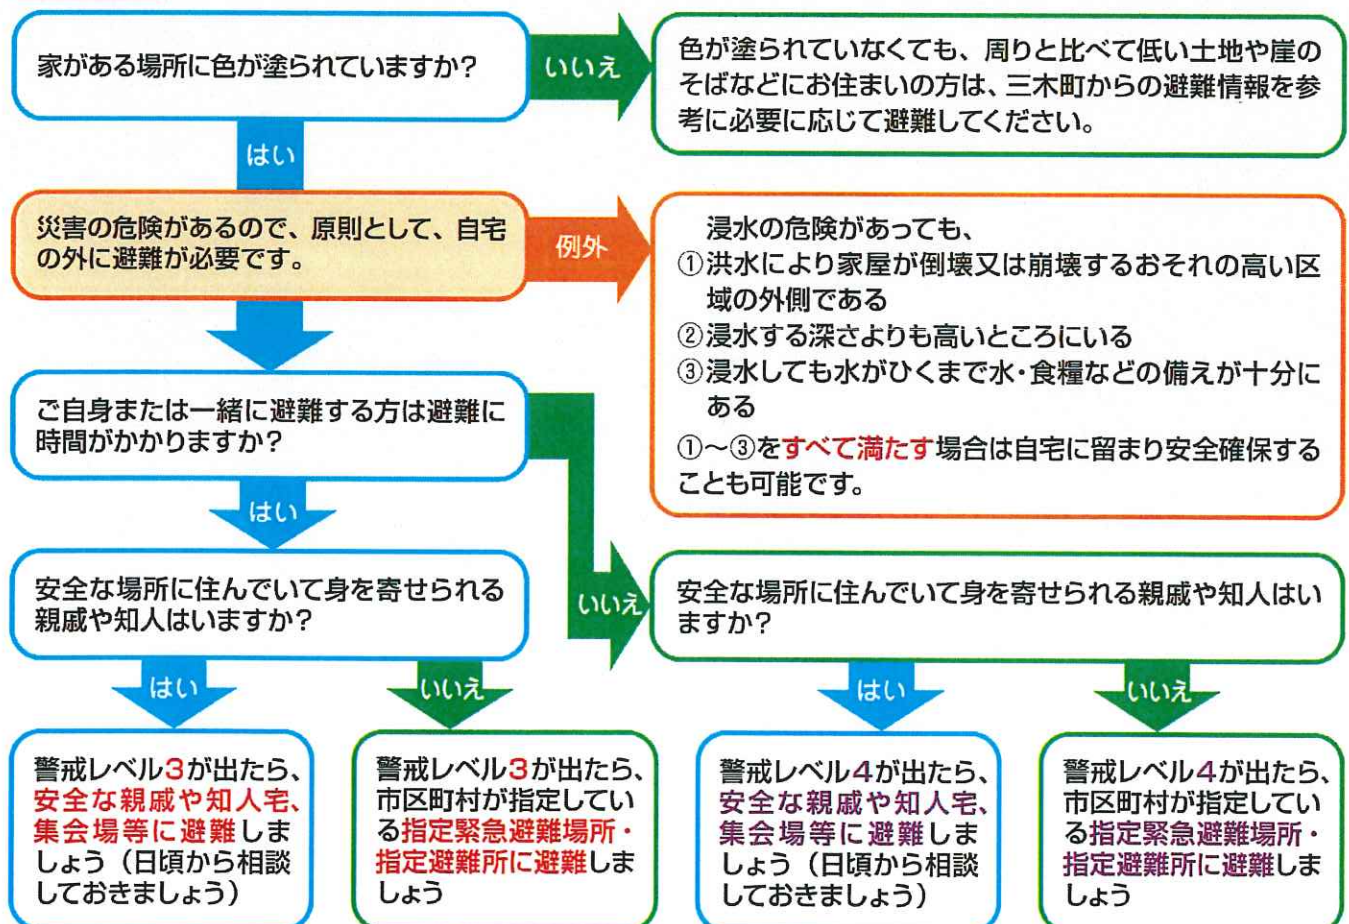 家がある場所に色が塗られていますか?
いいえ
色が塗られていなくても、周りと比べて低い土地や崖の
そばなどにお住まいの方は、三木町からの避難情報を参
考に必要に応じて避難してください。
はい
災害の危険があるので、原則として、自宅
の外に避難が必要です。
例外
浸水の危険があっても、
①洪水により家屋が倒壊又は崩壊するおそれの高い区
域の外側である
②浸水する深さよりも高いところにいる
③浸水しても水がひくまで水・食糧などの備えが十分に
ある
①〜③をすべて満たす場合は自宅に留まり安全確保する
ことも可能です。
ご自身または一緒に避難する方は避難に
時間がかかりますか?
はい
いいえ
安全な場所に住んでいて身を寄せられる
親戚や知人はいますか?
安全な場所に住んでいて身を寄せられる親戚や知人はい
ますか?
はい
いいえ
はい
いいえ
警戒レベル3が出たら、
安全な親戚や知人宅、
集会場等に避難しま
しょう(日頃から相談
しておきましょう)
警戒レベル3が出たら、
市区町村が指定してい
る指定緊急避難場所・
指定避難所に避難しま
しょう
警戒レベル4が出たら、
安全な親戚や知人宅、
集会場等に避難しま
しょう(日頃から相談
しておきましょう)
警戒レベル4が出たら、
市区町村が指定してい
る指定緊急避難場所・
指定避難所に避難しま
しょう